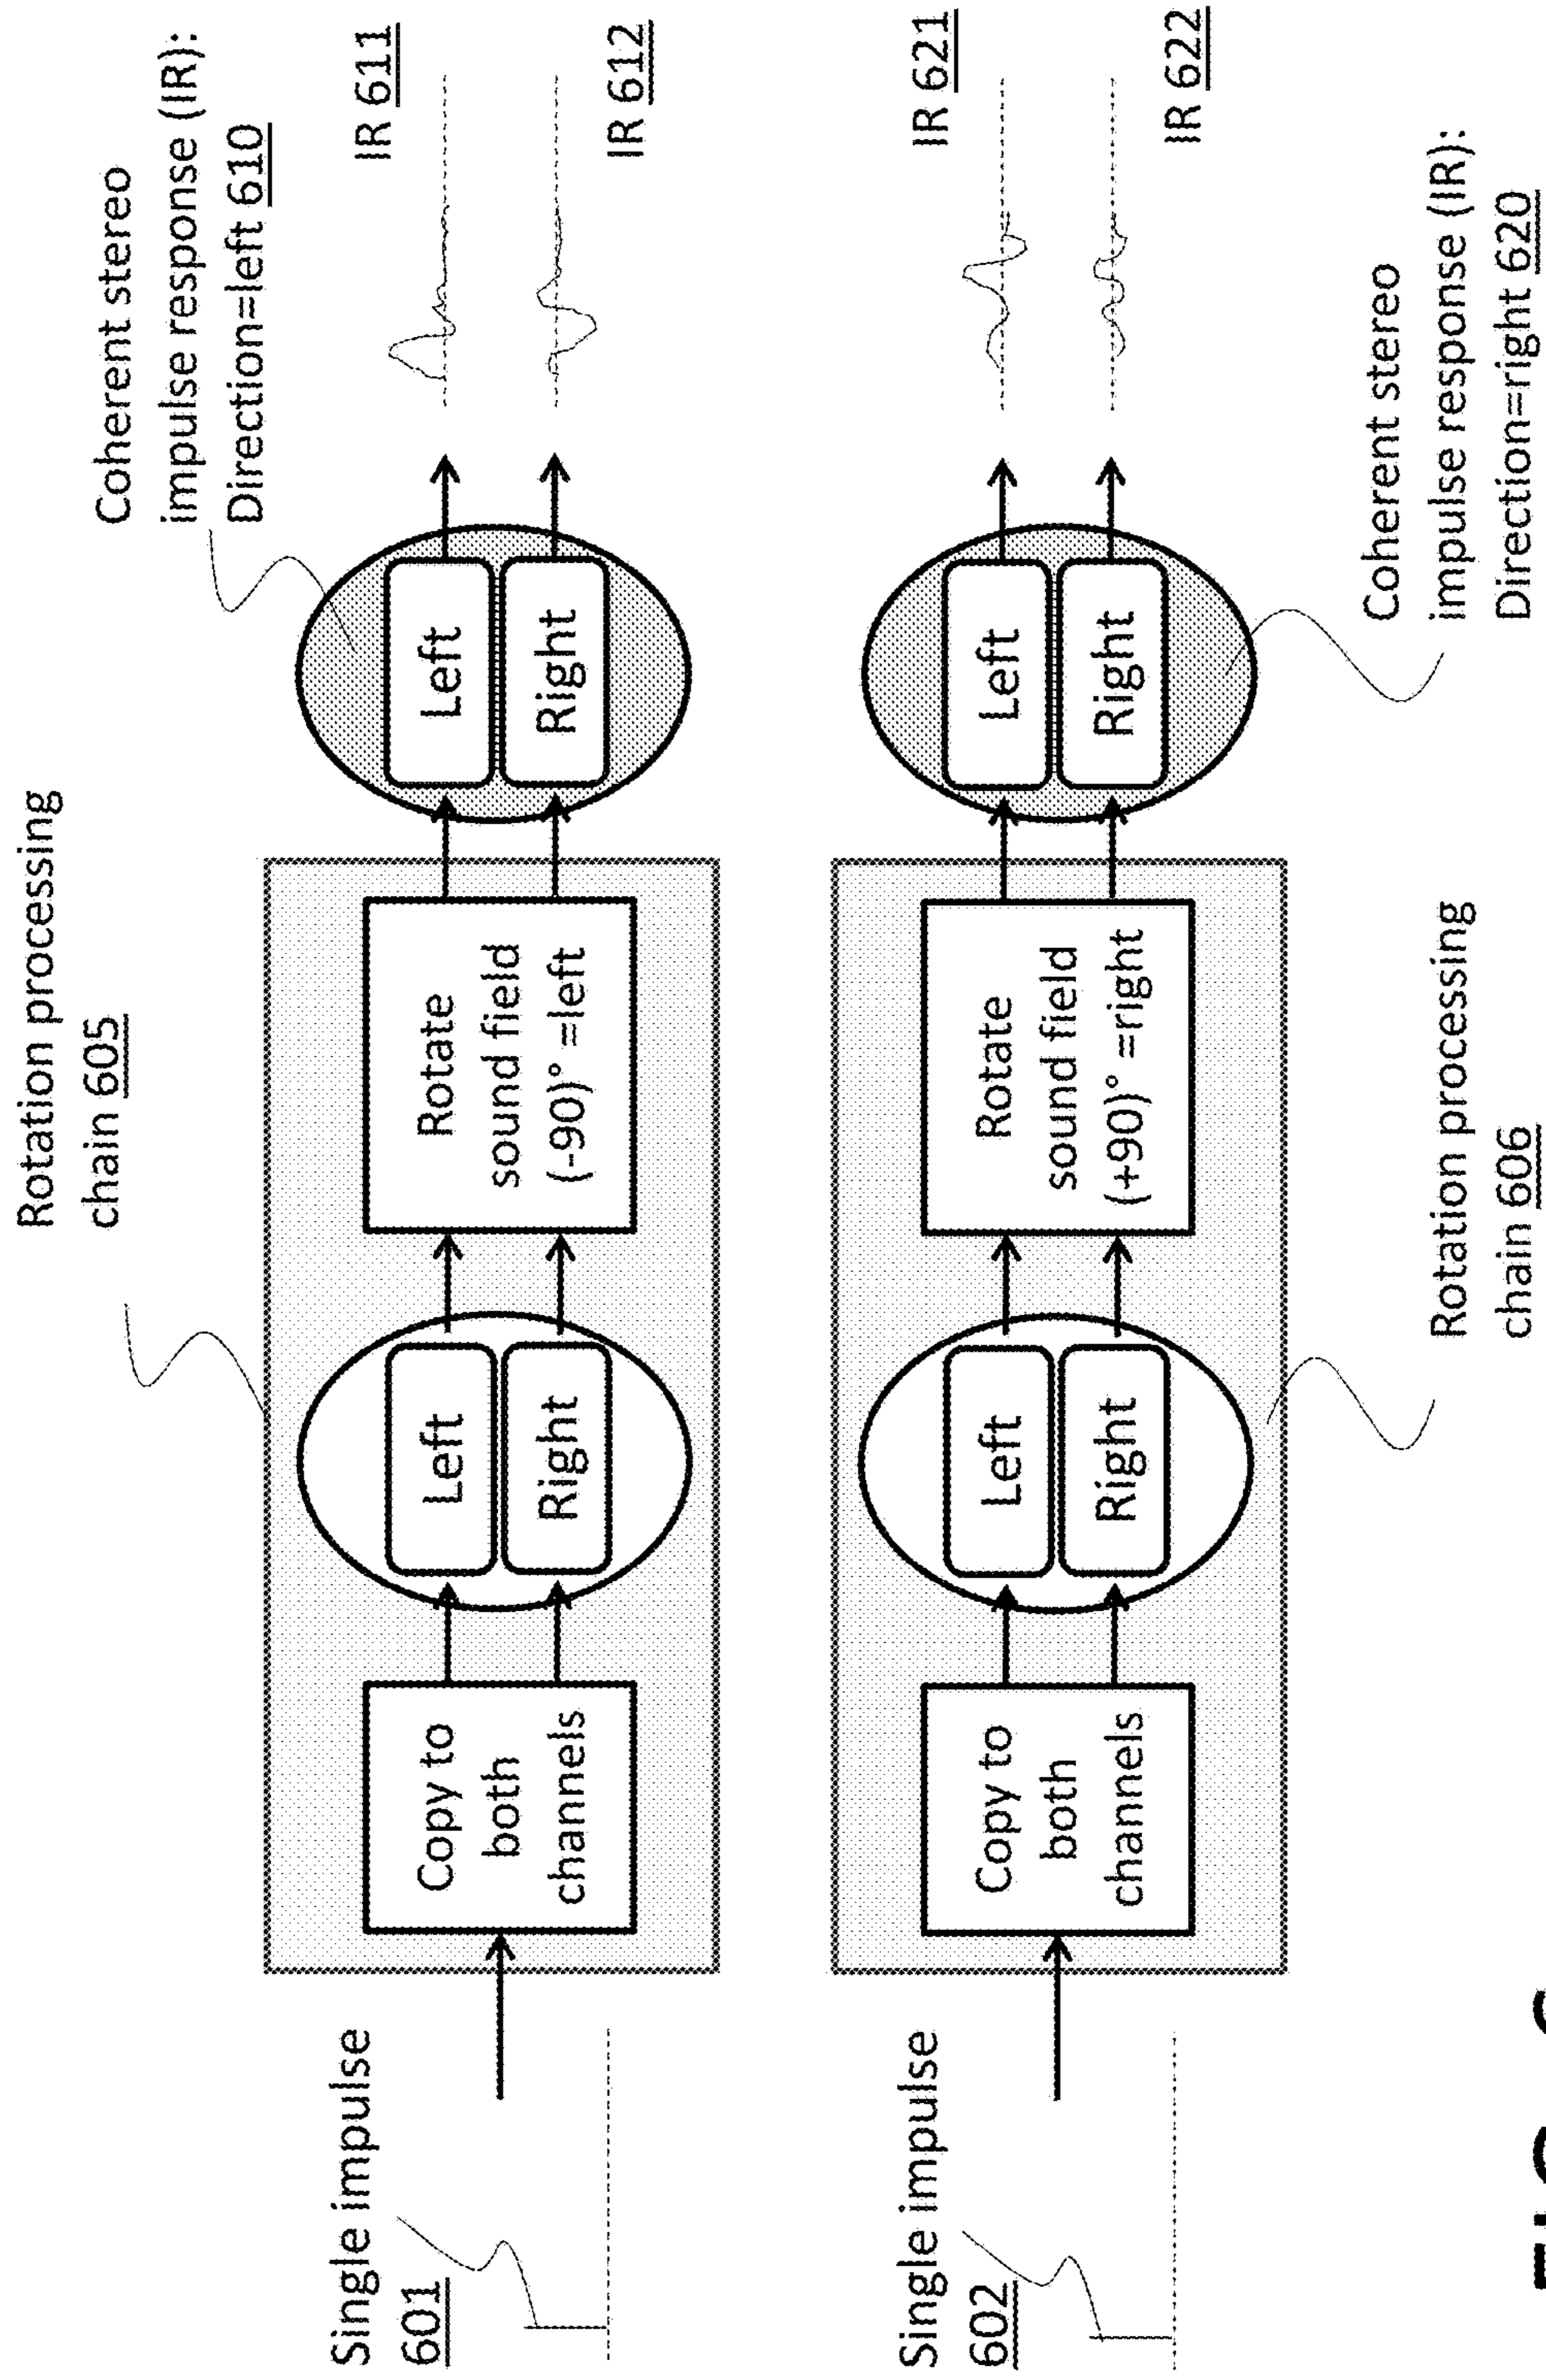 Rotation processing
chain 605
Coherent stereo
impulse response (IR):
Direction=left 610
Single impulse
601
Copy to
both
channels
Left
Right
Rotate
sound field
(-90)° =left
Left
Right
IR 611
IR 612
Single impulse
602
Copy to
both
channels
Left
Right
Rotate
sound field
(+90)° =right
Left
Right
IR 621
IR 622
Rotation processing
chain 606
Coherent stereo
impulse response (IR):
Direction=right 620